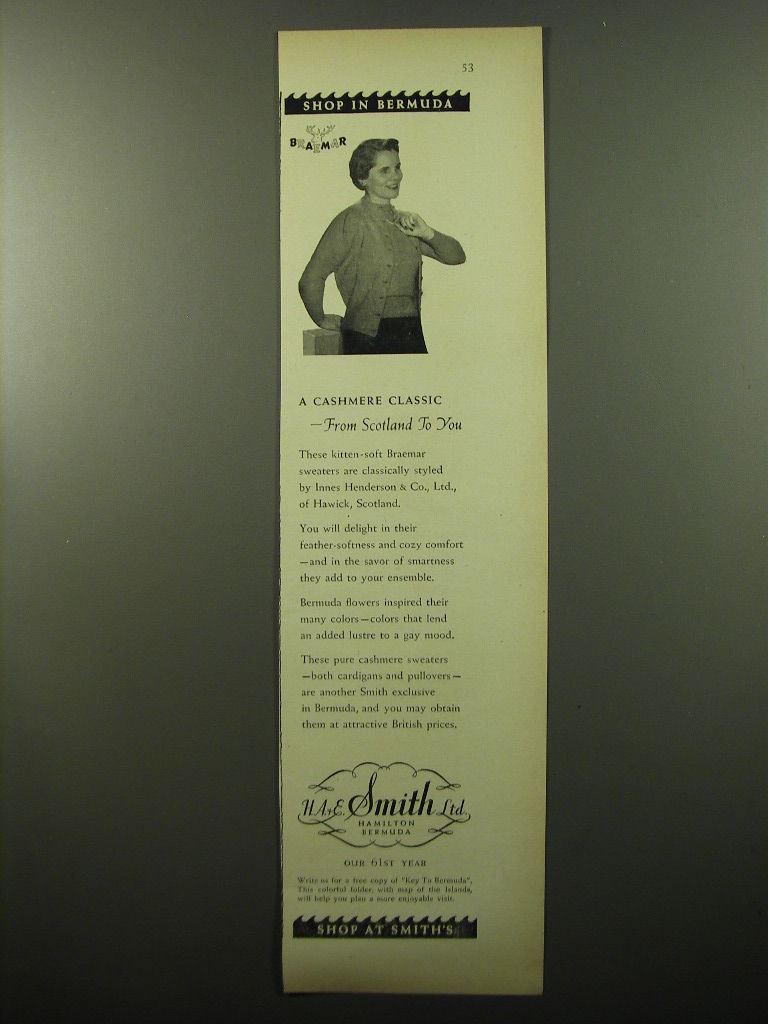 53
SHOP IN BERMUDA
BRAEMAR
A CASHMERE CLASSIC
—From Scotland To You
These kitten-soft Braemar
sweaters are classically styled
by Innes Henderson & Co., Ltd.,
of Hawick, Scotland.
You will delight in their
feather-softness and cozy comfort
—and in the savor of smartness
they add to your ensemble.
Bermuda flowers inspired their
many colors—colors that lend
an added lustre to a gay mood.
These pure cashmere sweaters
—both cardigans and pullovers—
are another Smith exclusive
in Bermuda, and you may obtain
them at attractive British prices.
H.A.&E. Smith Ltd.
HAMILTON
BERMUDA
OUR 61ST YEAR
Write us for a free copy of "Key To Bermuda".
This colorful folder, with map of the Islands,
will help you plan a more enjoyable visit.
SHOP AT SMITH'S